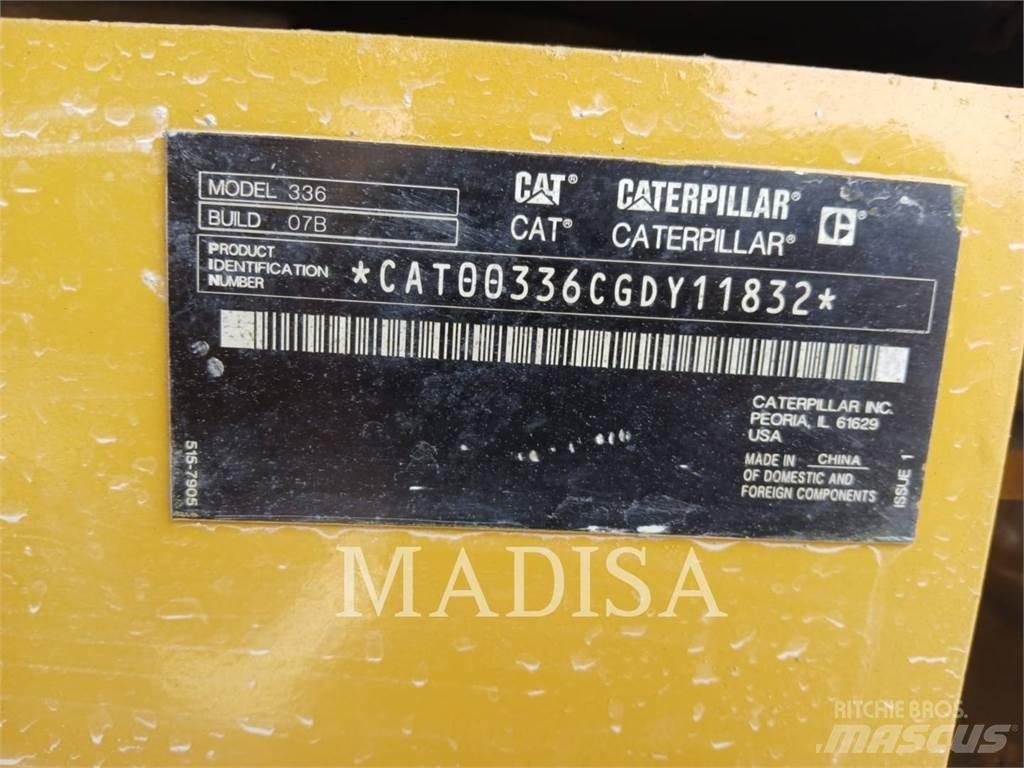 MODEL 336
BUILD 07B
CAT® CATERPILLAR®
CAT® CATERPILLAR®
PRODUCT
IDENTIFICATION
NUMBER
*CAT00336CGDY11832*
CATERPILLAR INC.
PEORIA, IL 61629
USA
MADE IN CHINA
OF DOMESTIC AND
FOREIGN COMPONENTS
515-7905
ISSUE 1
MADISA
RITCHIE BROS.
MASCUS